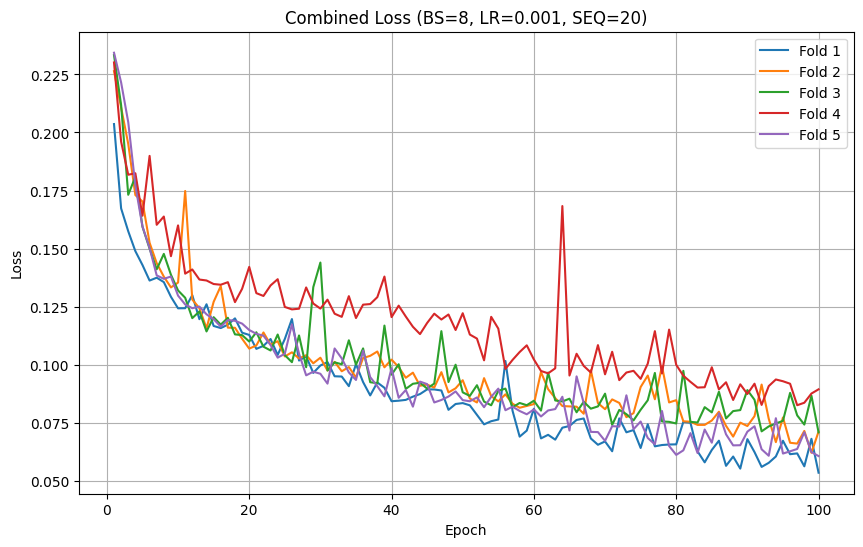 Combined Loss (BS=8, LR=0.001, SEQ=20)
Fold 1
Fold 2
Fold 3
Fold 4
Fold 5
0.225
0.200
0.175
0.150
0.125
0.100
0.075
0.050
Loss
0
20
40
60
80
100
Epoch